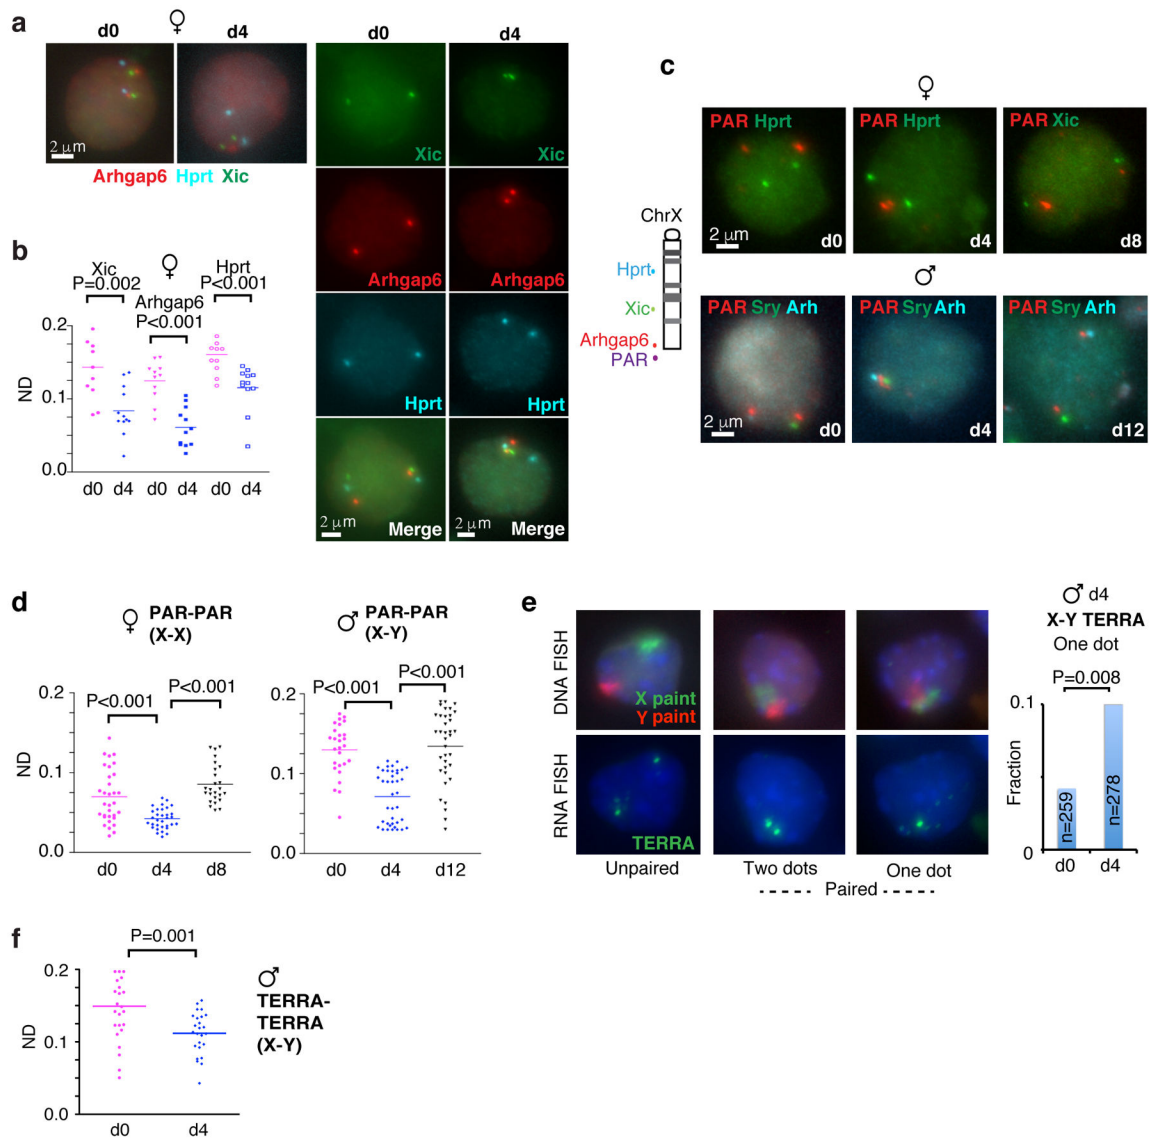 a
♀
d0 d4
2 μm
Arhgap6 Hprt Xic
d0 d4
Xic Xic
Arhgap6 Arhgap6
Hprt Hprt
2 μm Merge 2 μm Merge
b
♀
Xic
P=0.002
Arhgap6
P<0.001
Hprt
P<0.001
ND
0.2
0.1
0.0
d0 d4 d0 d4 d0 d4
c
♀
PAR Hprt PAR Hprt PAR Xic
2 μm d0 d4 d8
♂
PAR Sry Arh PAR Sry Arh PAR Sry Arh
2 μm d0 d4 d12
ChrX
Hprt
Xic
Arhgap6
PAR
d
♀ PAR-PAR
(X-X)
P<0.001 P<0.001
ND
0.2
0.1
0.0
d0 d4 d8
♂ PAR-PAR
(X-Y)
P<0.001 P<0.001
0.2
0.1
0.0
d0 d4 d12
e
DNA FISH
X paint
Y paint
RNA FISH
TERRA
Unpaired Two dots One dot
Paired
♂ d4
X-Y TERRA
One dot
P=0.008
Fraction
0.1
0
n=259 n=278
d0 d4
f
P=0.001
ND
0.2
0.1
0.0
d0 d4
♂
TERRA-
TERRA
(X-Y)